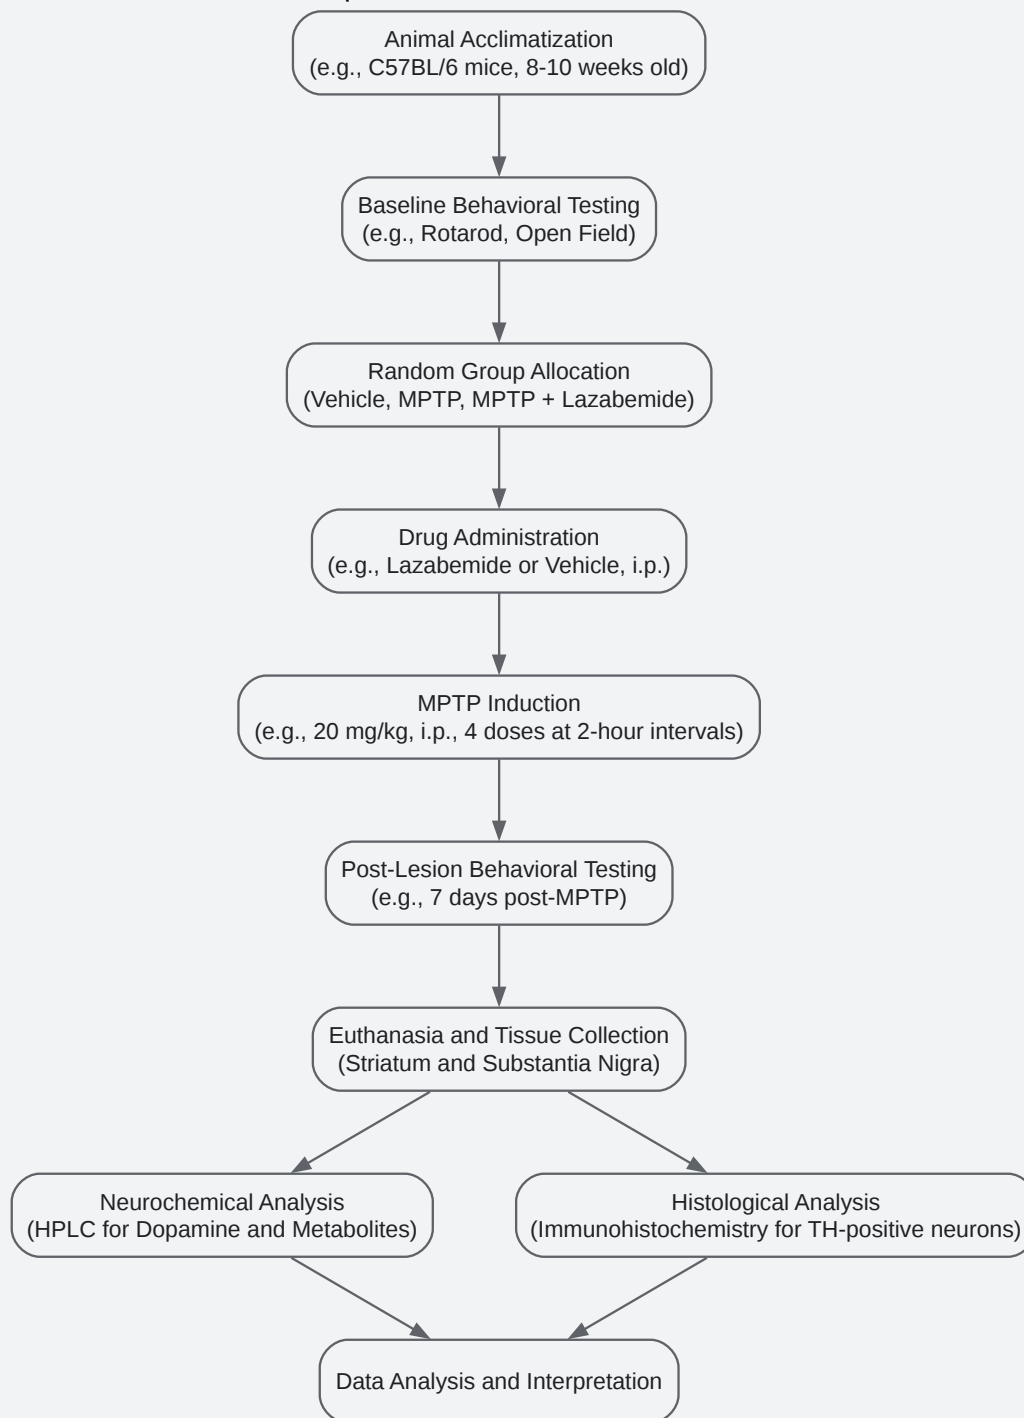 Animal Acclimatization
(e.g., C57BL/6 mice, 8-10 weeks old)
Baseline Behavioral Testing
(e.g., Rotarod, Open Field)
Random Group Allocation
(Vehicle, MPTP, MPTP + Lazabemide)
Drug Administration
(e.g., Lazabemide or Vehicle, i.p.)
MPTP Induction
(e.g., 20 mg/kg, i.p., 4 doses at 2-hour intervals)
Post-Lesion Behavioral Testing
(e.g., 7 days post-MPTP)
Euthanasia and Tissue Collection
(Striatum and Substantia Nigra)
Neurochemical Analysis
(HPLC for Dopamine and Metabolites)
Histological Analysis
(Immunohistochemistry for TH-positive neurons)
Data Analysis and Interpretation